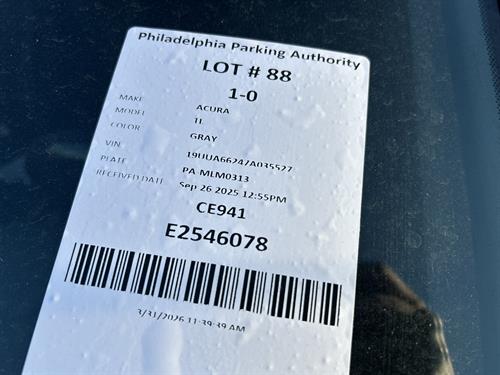 Philadelphia Parking Authority
LOT # 88
1-0
MAKE ACURA
MODEL TL
COLOR GRAY
VIN 19UUA66247A035527
PLATE PA-MLM0313
RECEIVED DATE Sep 26 2025 12:55PM
CE941
E2546078
3/31/2026 11:39:39 AM